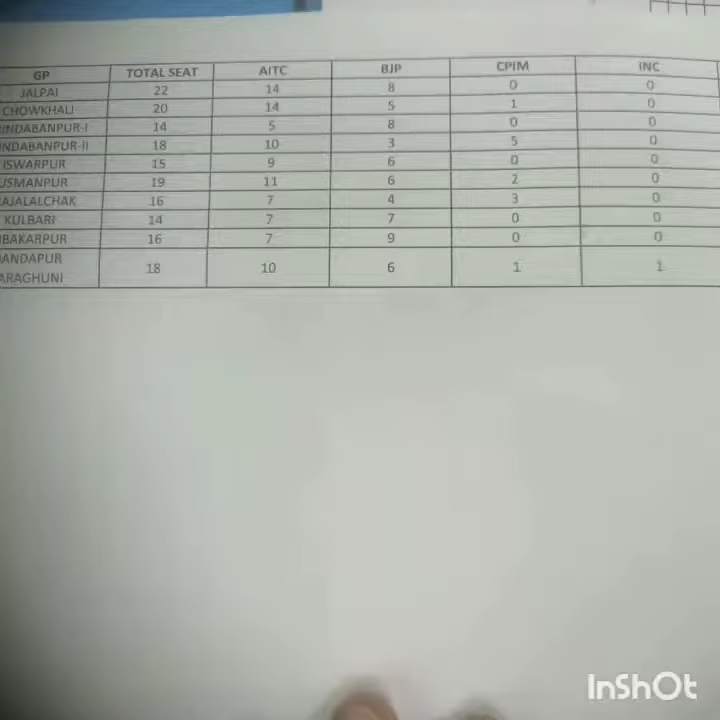 GP TOTAL SEAT AITC BJP CPIM INC
JALPAI 22 14 8 0 0
CHOWKHALI 20 14 5 1 0
INDABANPUR-I 14 5 8 0 0
NDABANPUR-II 18 10 3 5 0
ISWARPUR 15 9 6 0 0
USMANPUR 19 11 6 2 0
AJALALCHAK 16 7 4 3 0
KULBARI 14 7 7 0 0
BAKARPUR 16 7 9 0 0
ANDAPUR
ARAGHUNI 18 10 6 1 1
InShOt